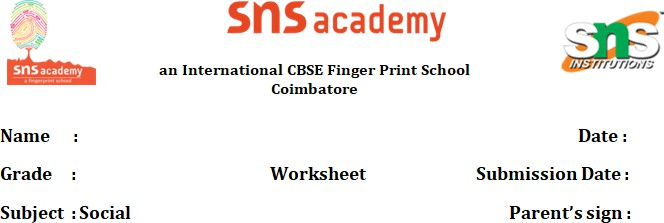 sns academy
a fingerprint school
sns academy
an International CBSE Finger Print School
Coimbatore
sns
INSTITUTIONS
Name :
Date :
Grade :
Worksheet
Submission Date :
Subject : Social
Parent’s sign :